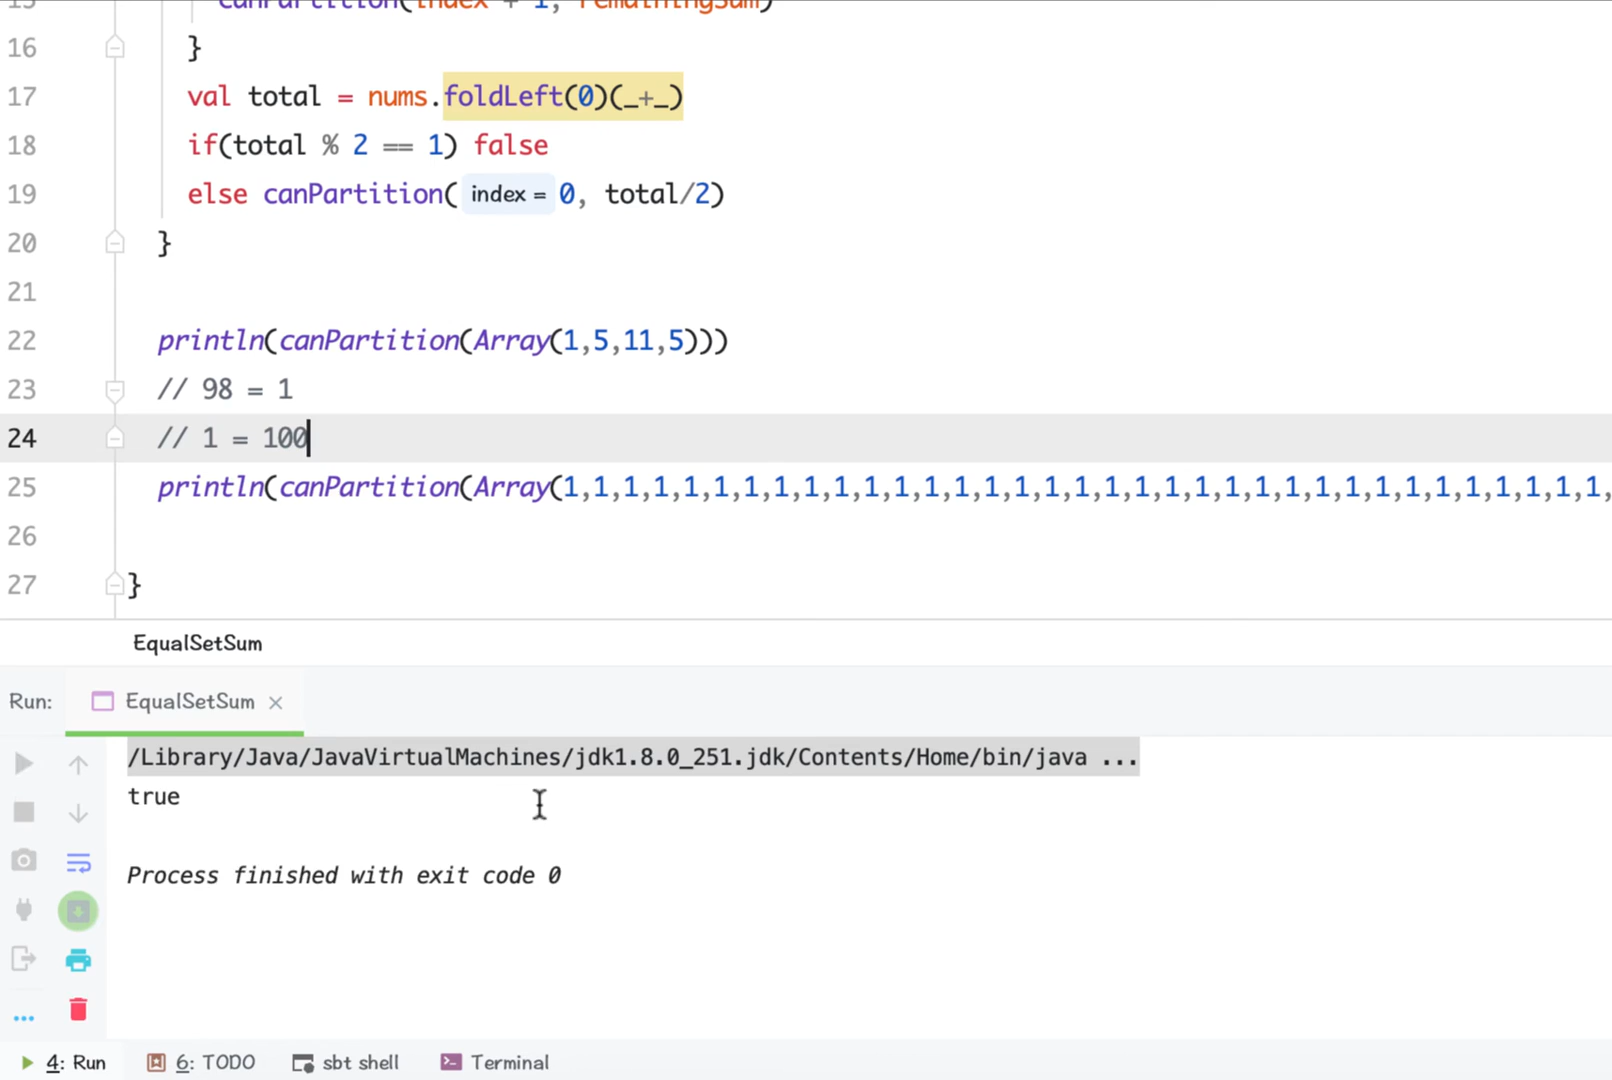 15 canPartition(index + 1, remainingSum)
16 }
17 val total = nums.foldLeft(0)(_+_)
18 if(total % 2 == 1) false
19 else canPartition( index = 0, total/2)
20 }
21
22 println(canPartition(Array(1,5,11,5)))
23 // 98 = 1
24 // 1 = 100
25 println(canPartition(Array(1,1,1,1,1,1,1,1,1,1,1,1,1,1,1,1,1,1,1,1,1,1,1,1,1,1,1,1,1,1,1,1,1,1,1,
26
27 }
EqualSetSum
Run: EqualSetSum
/Library/Java/JavaVirtualMachines/jdk1.8.0_251.jdk/Contents/Home/bin/java ...
true
Process finished with exit code 0
4: Run 6: TODO sbt shell Terminal